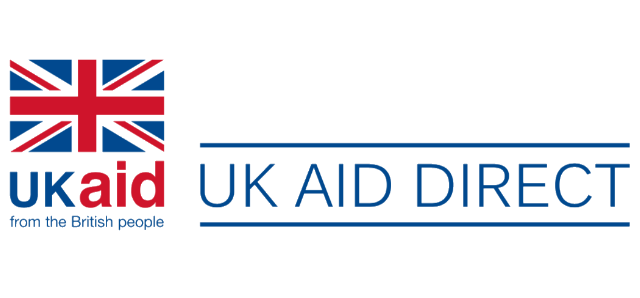 UKaid
from the British people
UK AID DIRECT